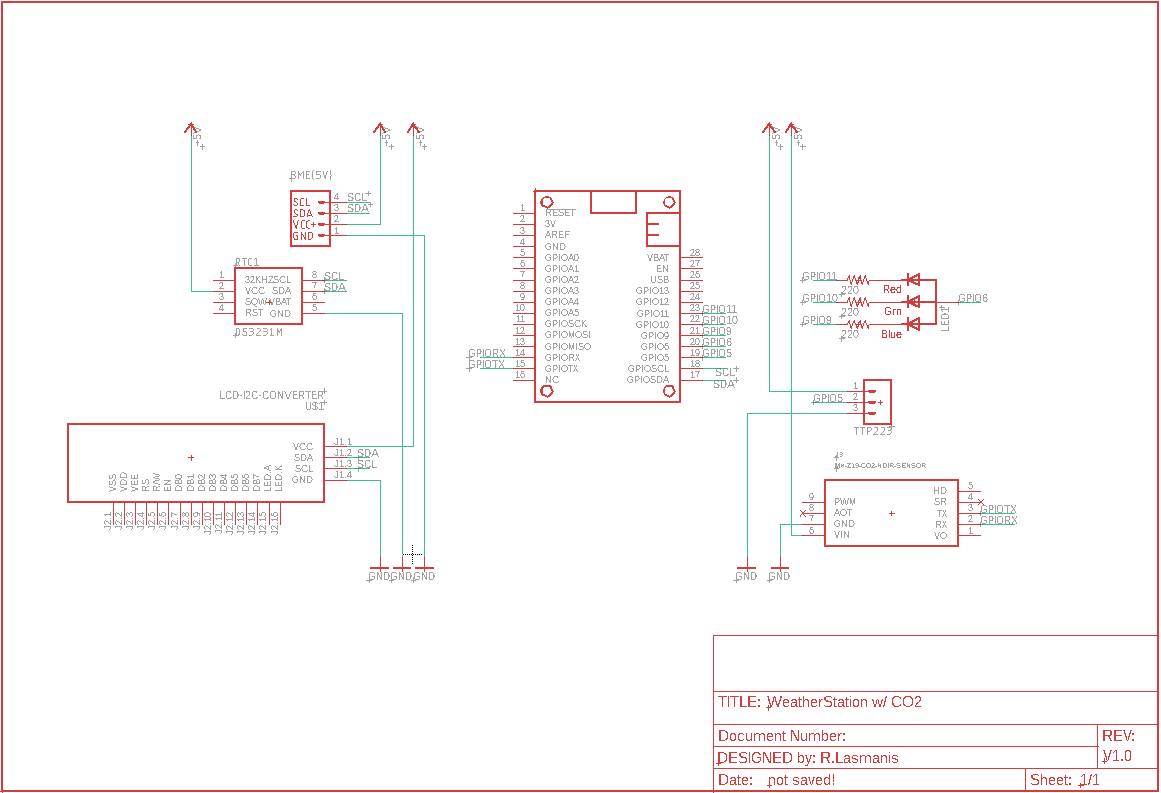 +5V
+5V
+5V
+5V
+5V
BME(5V)
SCL 4 SCL
SDA 3 SDA
VCC 2
GND 1
RTC1
1 32KHZ SCL 8 SCL
2 VCC SDA 7 SDA
3 SQW VBAT 6
4 RST GND 5
DS3231M
LCD-I2C-CONVERTER
U$1
VCC J1.1
SDA J1.2 SDA
SCL J1.3 SCL
GND J1.4
VSS
VDD
VEE
RS
R/W
EN
DB0
DB1
DB2
DB3
DB4
DB5
DB6
DB7
LED.A
LED.K
J2.1
J2.2
J2.3
J2.4
J2.5
J2.6
J2.7
J2.8
J2.9
J2.10
J2.11
J2.12
J2.13
J2.14
J2.15
J2.16
GND
GND
GND
1 RESET
2 3V
3 AREF
4 GND
5 GPIOA0
6 GPIOA1
7 GPIOA2
8 GPIOA3
9 GPIOA4
10 GPIOA5
11 GPIOSCK
12 GPIOMOSI
13 GPIOMISO
GPIORX 14 GPIORX
GPIOTX 15 GPIOTX
16 NC
VBAT 28
EN 27
USB 26
GPIO13 25
GPIO12 24
GPIO11 23 GPIO11
GPIO10 22 GPIO10
GPIO9 21 GPIO9
GPIO6 20 GPIO6
GPIO5 19 GPIO5
GPIOSCL 18 SCL
GPIOSDA 17 SDA
GPIO11 220 Red
GPIO10 220 Grn GPIO6
GPIO9 220 Blue
LED1
1
GPIO5 2
3
TTP223
MH-Z19-CO2-NDIR-SENSOR
9 PWM
8 AOT
7 GND
6 VIN
HD 5
SR 4
TX 3 GPIOTX
RX 2 GPIORX
VO 1
GND
GND
TITLE: WeatherStation w/ CO2
Document Number:
REV:
DESIGNED by: R.Lasmanis
V1.0
Date: not saved!
Sheet: 1/1